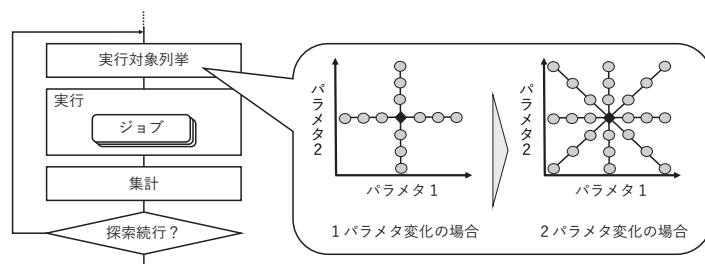 実行対象列挙
実行
ジョブ
集計
探索続行？
パラメタ2
パラメタ1
1パラメタ変化の場合
パラメタ2
パラメタ1
2パラメタ変化の場合